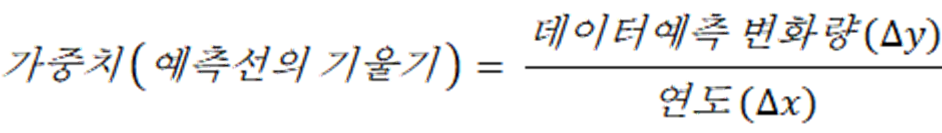 가중치( 예측선의 기울기) = 데이터예측 변화량(Δy)
연도(Δx)